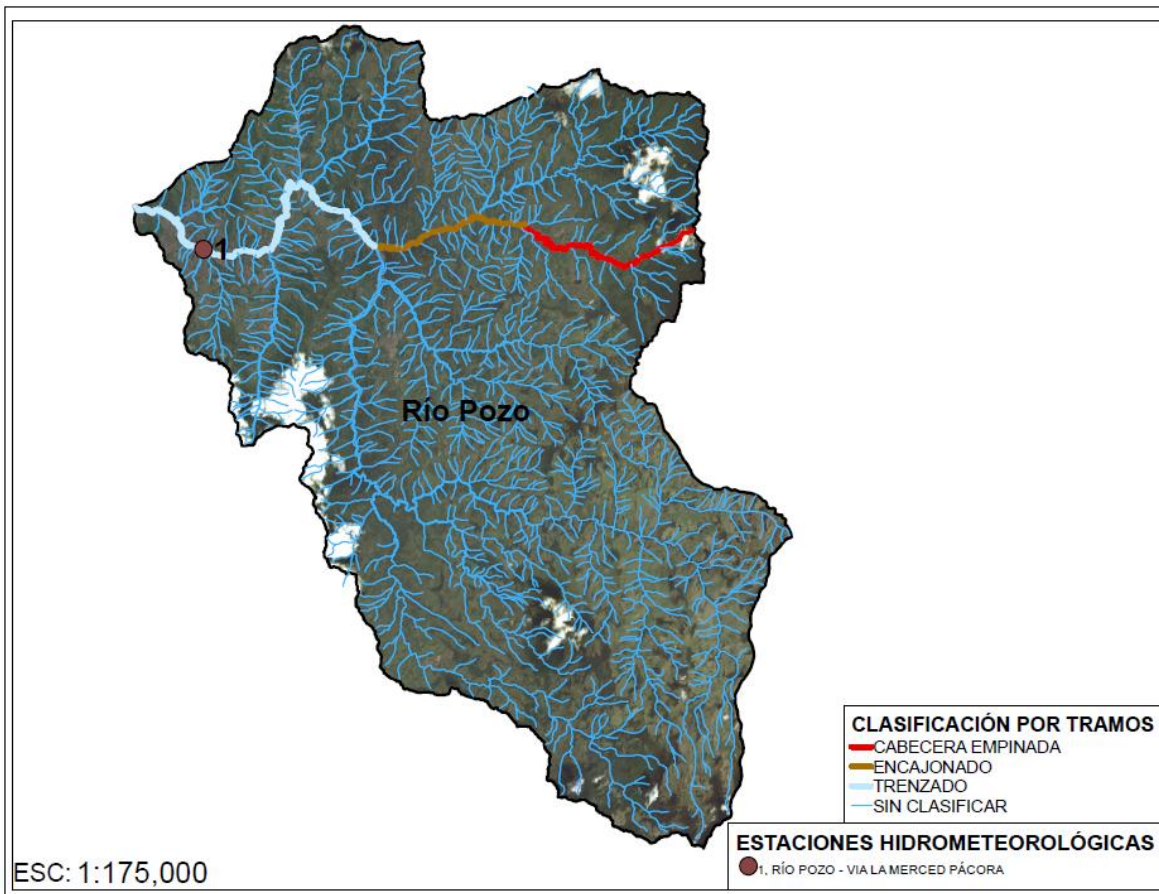 1
Río Pozo
CLASIFICACIÓN POR TRAMOS
CABECERA EMPINADA
ENCAJONADO
TRENZADO
SIN CLASIFICAR
ESTACIONES HIDROMETEOROLÓGICAS
1, RÍO POZO - VIA LA MERCED PÁCORA
ESC: 1:175,000